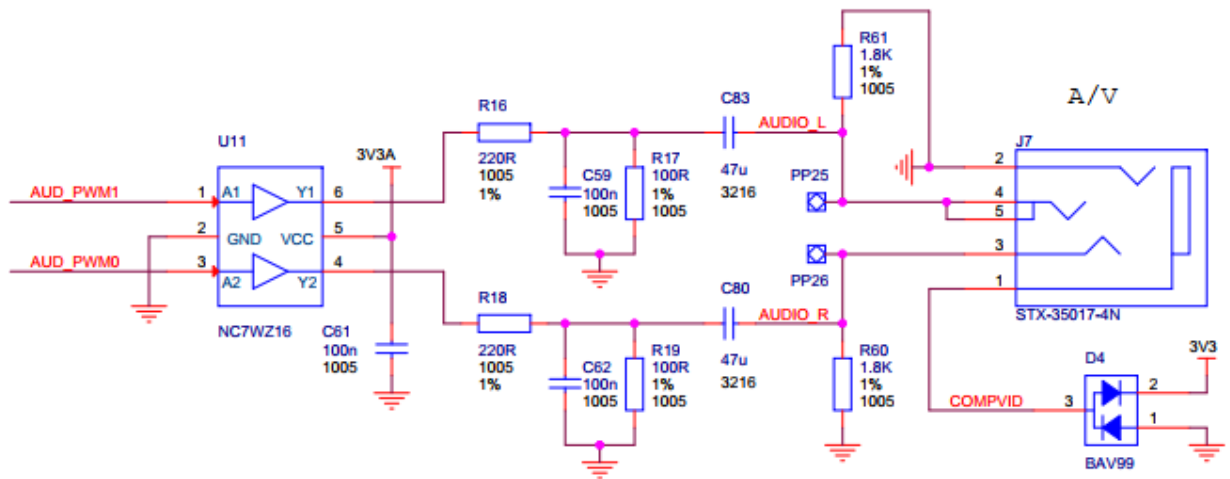 R61
1.8K
1%
1005
A/V
R16
C83
AUDIO_L
J7
U11
3V3A
220R
1005
1%
C59
100n
1005
R17
100R
1%
1005
47u
3216
PP25
2
4
5
3
1
AUD_PWM1
1
A1
Y1
6
2
GND
VCC
5
AUD_PWM0
3
A2
Y2
4
PP26
R18
C80
AUDIO_R
STX-35017-4N
NC7WZ16
C61
100n
1005
220R
1005
1%
C62
100n
1005
R19
100R
1%
1005
47u
3216
R60
1.8K
1%
1005
D4
3V3
COMPVID
3
2
1
BAV99